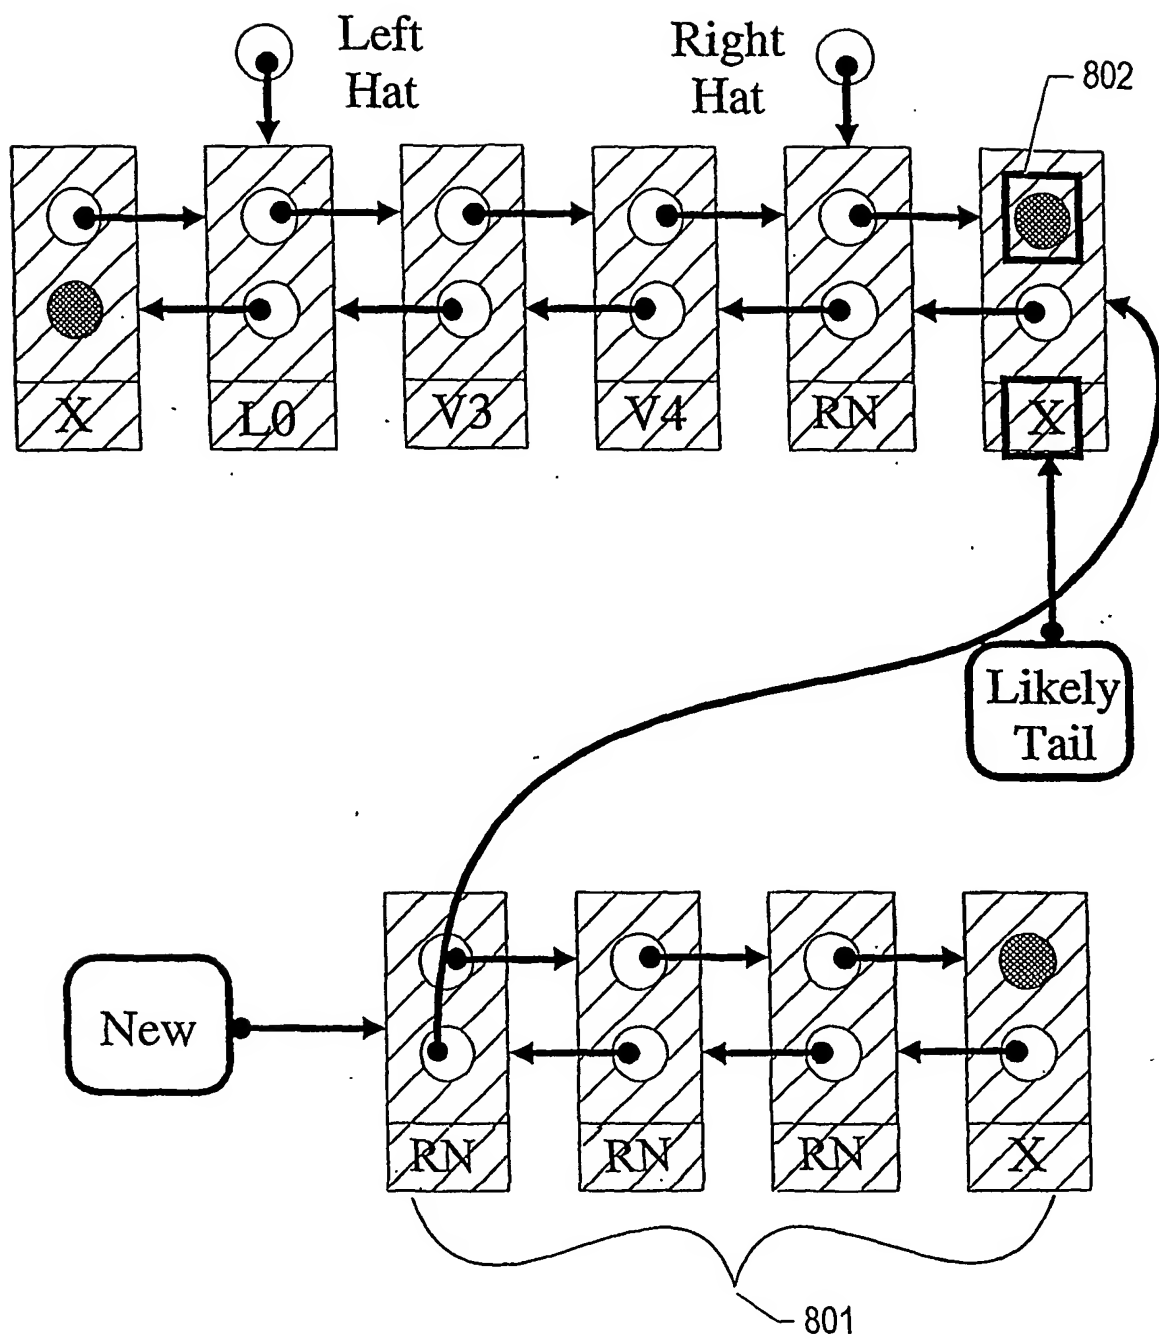 Left
Hat
Right
Hat
802
X
L0
V3
V4
RN
X
Likely
Tail
New
RN
RN
RN
X
801